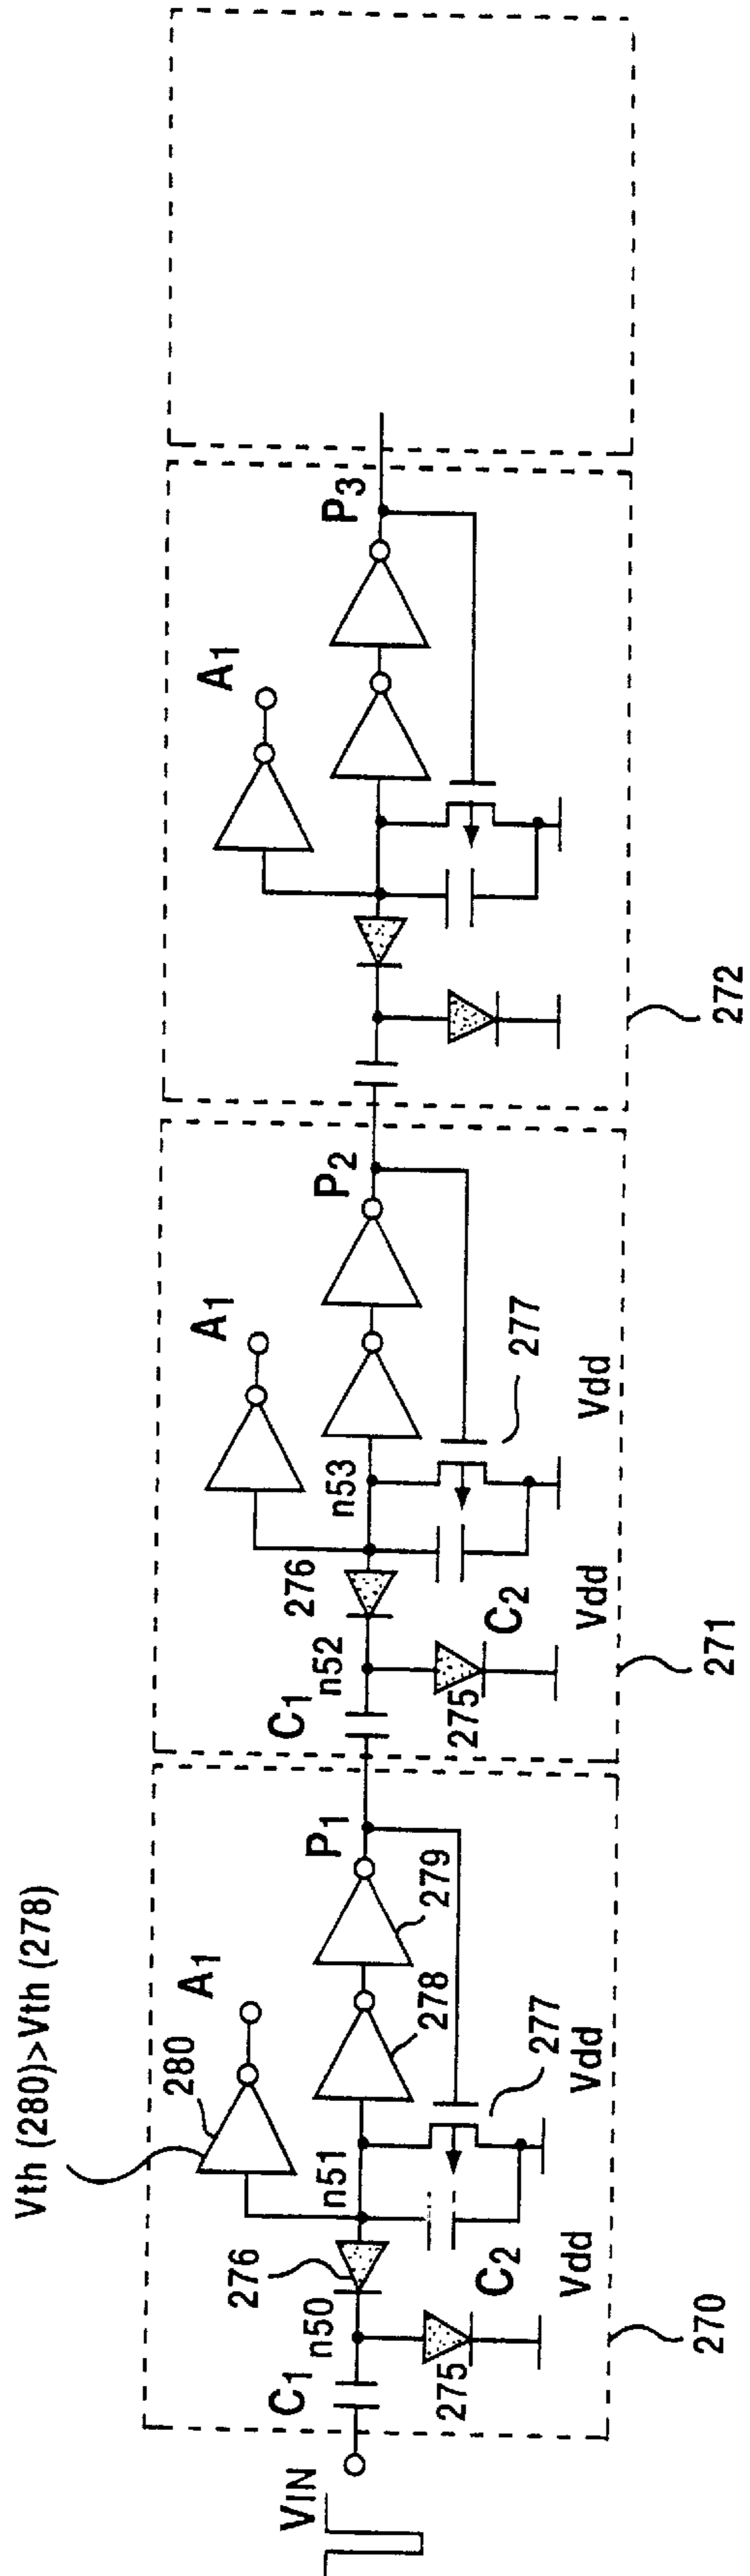 Vth (280)>Vth (278)
VIN
C1
n50
275
276
n51
C2
Vdd
280
A1
278
279
277
Vdd
P1
270
C1
n52
275
276
n53
C2
Vdd
A1
277
Vdd
P2
271
A1
P3
272